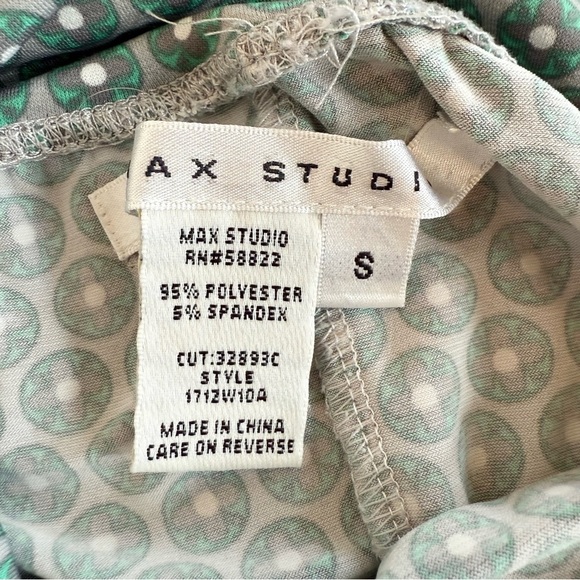 AX STUDI
S
MAX STUDIO
RN#58822
95% POLYESTER
5% SPANDEX
CUT:32893C
STYLE
1712W10A
MADE IN CHINA
CARE ON REVERSE